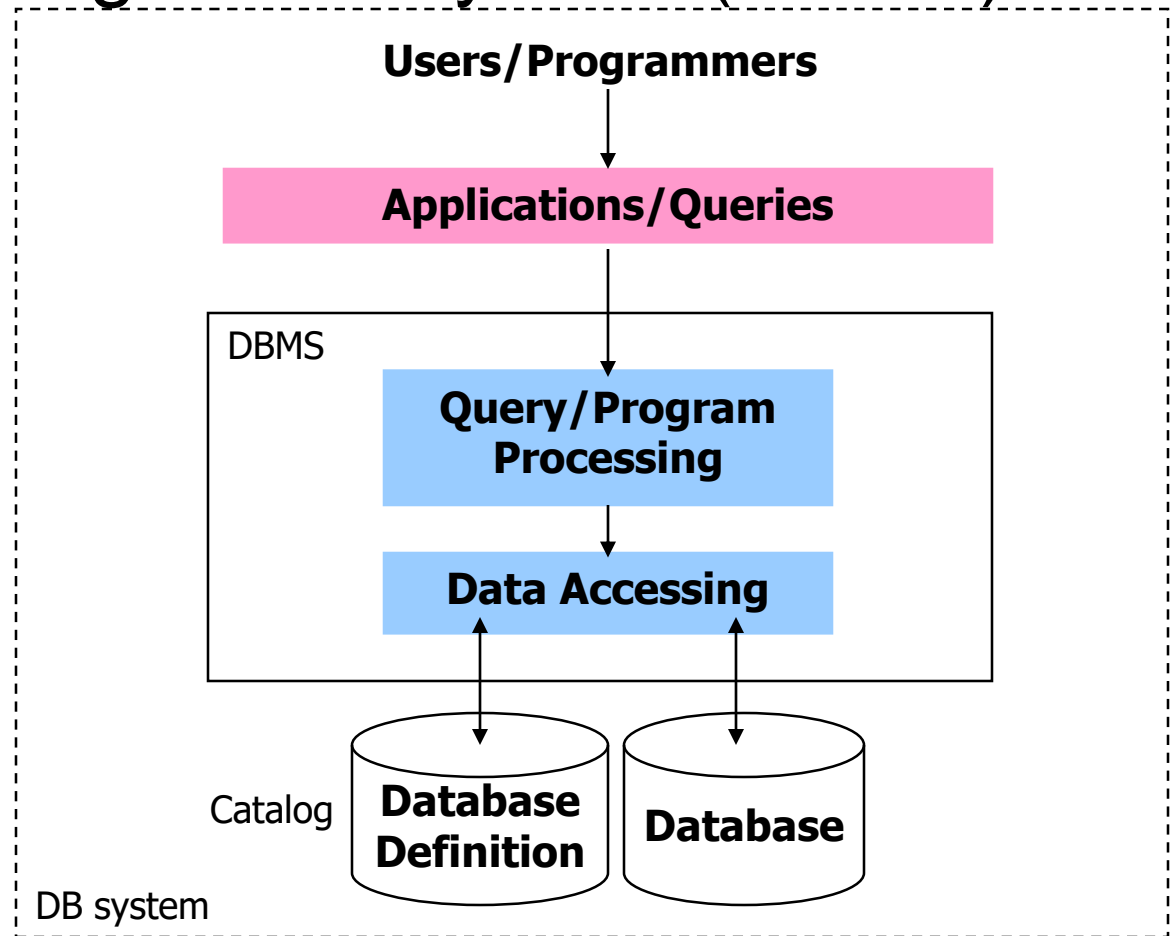 Users/Programmers
Applications/Queries
DBMS
Query/Program
Processing
Data Accessing
Catalog
Database
Definition
Database
DB system